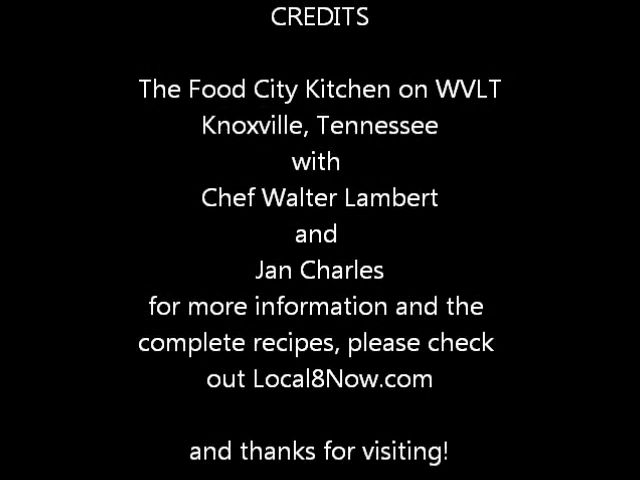 CREDITS
The Food City Kitchen on WVLT
Knoxville, Tennessee
with
Chef Walter Lambert
and
Jan Charles
for more information and the
complete recipes, please check
out Local8Now.com
and thanks for visiting!